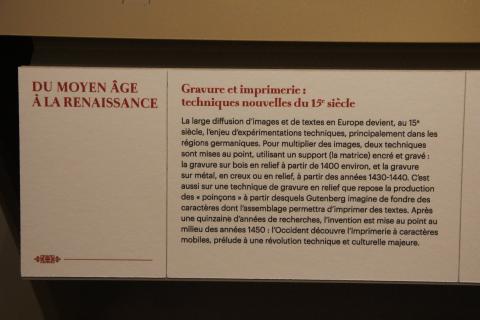 DU MOYEN ÂGE
À LA RENAISSANCE
Gravure et imprimerie :
techniques nouvelles du 15e siècle
La large diffusion d'images et de textes en Europe devient, au 15e
siècle, l'enjeu d'expérimentations techniques, principalement dans les
régions germaniques. Pour multiplier des images, deux techniques
sont mises au point, utilisant un support (la matrice) encré et gravé :
la gravure sur bois en relief à partir de 1400 environ, et la gravure
sur métal, en creux ou en relief, à partir des années 1430-1440. C'est
aussi sur une technique de gravure en relief que repose la production
des « poinçons » à partir desquels Gutenberg imagine de fondre des
caractères dont l'assemblage permettra d'imprimer des textes. Après
une quinzaine d'années de recherches, l'invention est mise au point au
milieu des années 1450 : l'Occident découvre l'imprimerie à caractères
mobiles, prélude à une révolution technique et culturelle majeure.